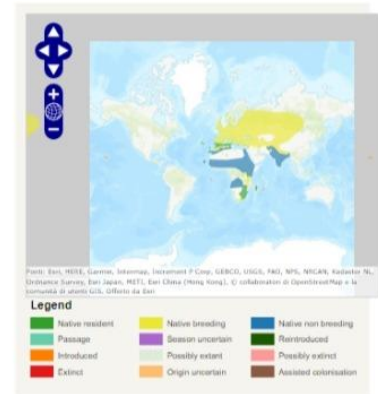 Fonti: Esri, HERE, Garmin, Intermap, increment P Corp, GEBCO, USGS, FAO, NPS, NRCAN, Kadaster NL,
Ordnance Survey, Esri Japan, METI, Esri China (Hong Kong), © collaboratori di OpenStreetMap e la
comunità di utenti GIS. Offerto da Esri
Legend
Native resident Native breeding Native non breeding
Passage Season uncertain Reintroduced
Introduced Possibly extant Possibly extinct
Extinct Origin uncertain Assisted colonisation